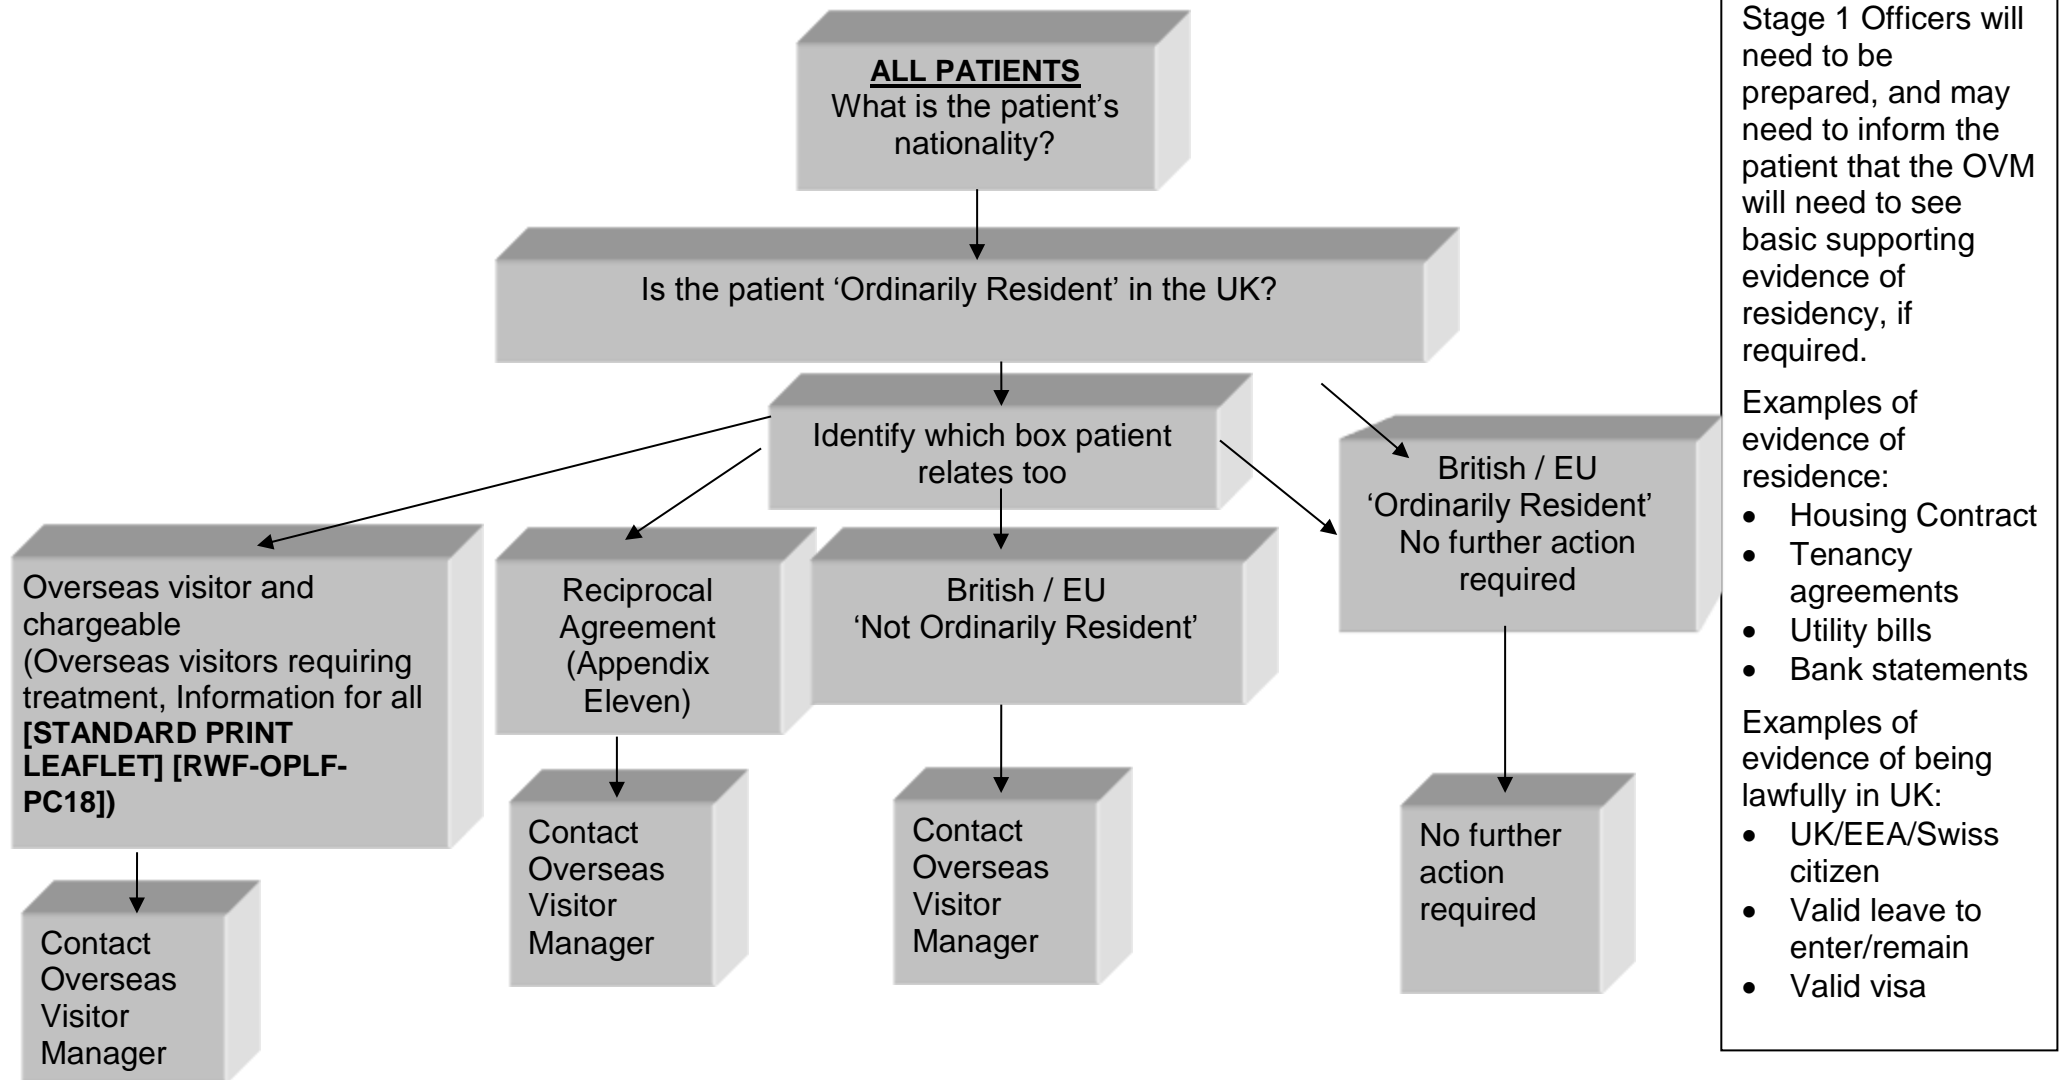 ALL PATIENTS
What is the patient’s
nationality?
Is the patient ‘Ordinarily Resident’ in the UK?
Identify which box patient
relates too
British / EU
‘Ordinarily Resident’
No further action
required
Overseas visitor and
chargeable
(Overseas visitors requiring
treatment, Information for all
[STANDARD PRINT
LEAFLET] [RWF-OPLF-
PC18])
Reciprocal
Agreement
(Appendix
Eleven)
British / EU
‘Not Ordinarily Resident’
Contact
Overseas
Visitor
Manager
Contact
Overseas
Visitor
Manager
Contact
Overseas
Visitor
Manager
No further
action
required
Stage 1 Officers will
need to be
prepared, and may
need to inform the
patient that the OVM
will need to see
basic supporting
evidence of
residency, if
required.
Examples of
evidence of
residence:
• Housing Contract
• Tenancy
agreements
• Utility bills
• Bank statements
Examples of
evidence of being
lawfully in UK:
• UK/EEA/Swiss
citizen
• Valid leave to
enter/remain
• Valid visa